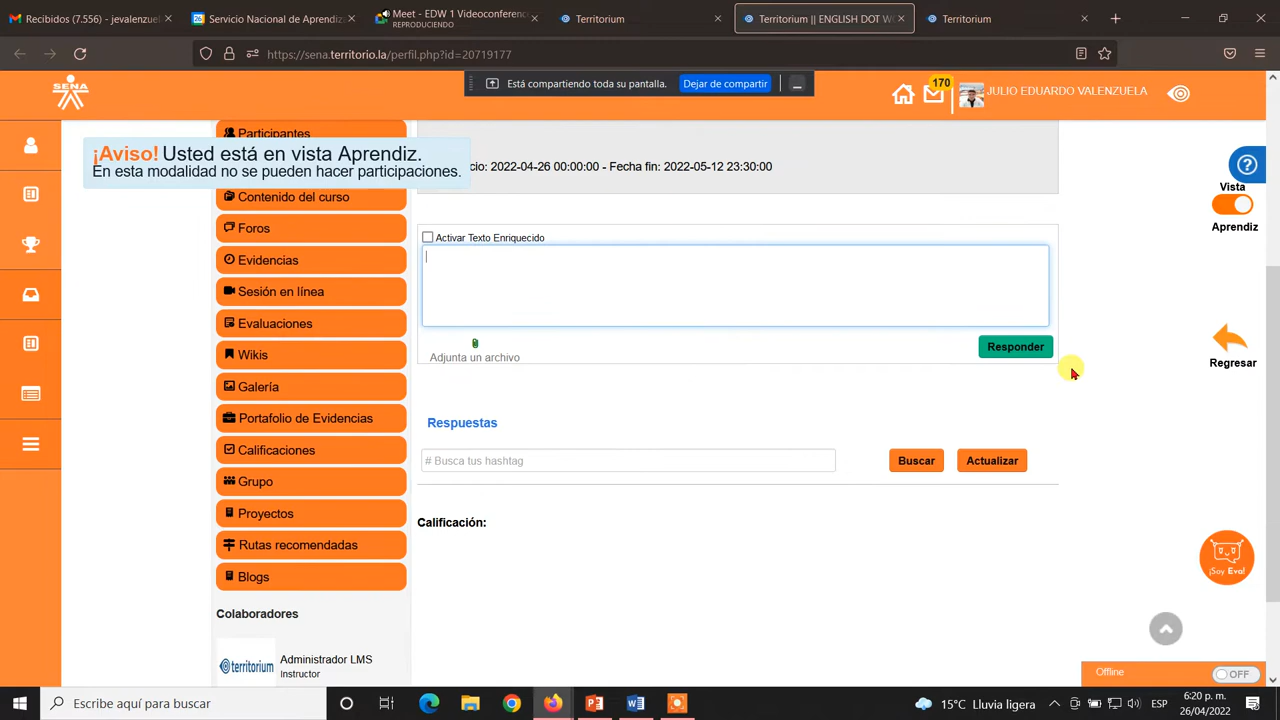 Recibidos (7.556) - jevalenzuel
Servicio Nacional de Aprendiza
Meet - EDW 1 Videoconferenc
REPRODUCIENDO
Territorium
Territorium || ENGLISH DOT W
Territorium
https://sena.territorio.la/perfil.php?id=20719177
SENA
Está compartiendo toda su pantalla.
Dejar de compartir
170
JULIO EDUARDO VALENZUELA
Participantes
¡Aviso! Usted está en vista Aprendiz.
En esta modalidad no se pueden hacer participaciones.
cio: 2022-04-26 00:00:00 - Fecha fin: 2022-05-12 23:30:00
Vista
Aprendiz
Contenido del curso
Foros
Evidencias
Sesión en línea
Evaluaciones
Wikis
Galería
Portafolio de Evidencias
Calificaciones
Grupo
Proyectos
Rutas recomendadas
Blogs
Activar Texto Enriquecido
Adjunta un archivo
Responder
Regresar
Respuestas
# Busca tus hashtag
Buscar
Actualizar
Calificación:
¡Soy Eva!
Colaboradores
territorium
Administrador LMS
Instructor
Offline
OFF
Escribe aquí para buscar
15°C Lluvia ligera
ESP
6:20 p. m.
26/04/2022